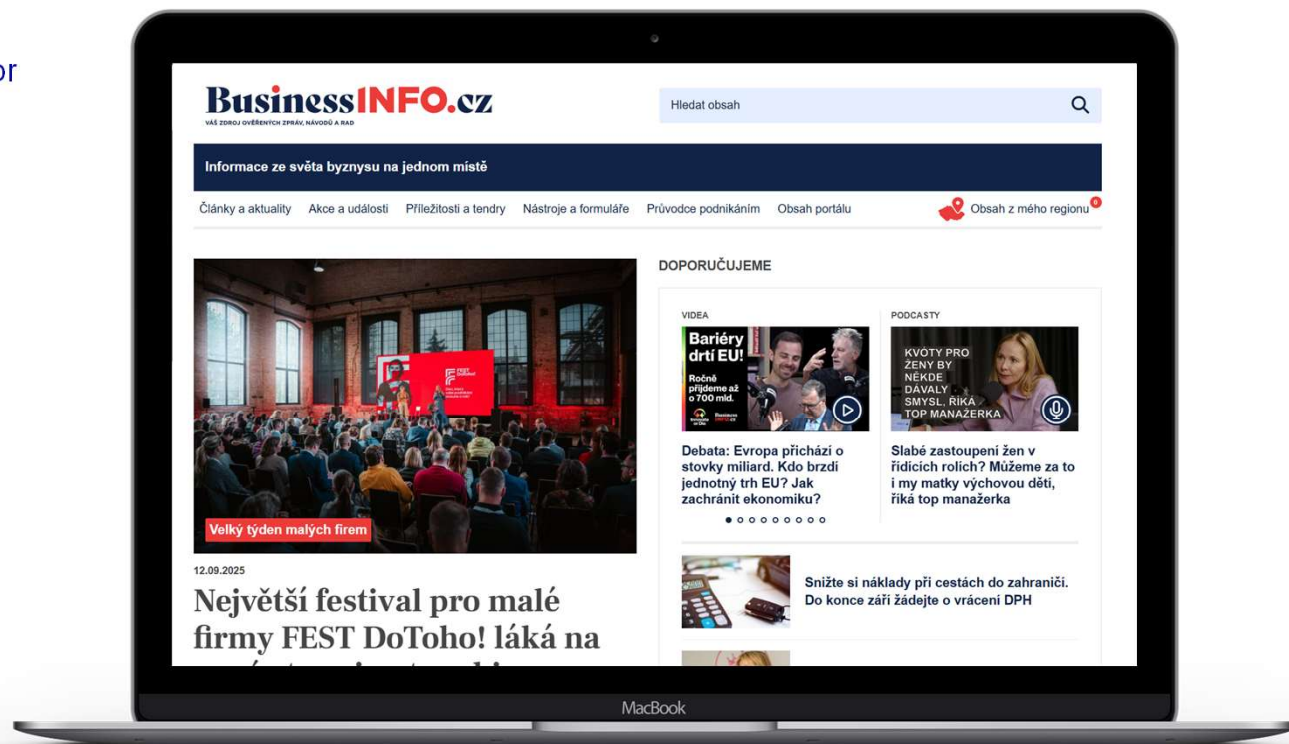 or
BusinessINFO.cz
VÁŠ ZDROJ OVĚŘENÝCH ZPRÁV, NÁVODŮ A RAD
Hledat obsah
Informace ze světa byznysu na jednom místě
Články a aktuality
Akce a události
Příležitosti a tendry
Nástroje a formuláře
Průvodce podnikáním
Obsah portálu
Obsah z mého regionu
0
FEST
Velký týden malých firem
12.09.2025
Největší festival pro malé
firmy FEST DoToho! láká na
DOPORUČUJEME
VIDEA
Bariéry
drtí EU!
Ročně
přijdeme až
o 700 mld.
Debata: Evropa přichází o
stovky miliard. Kdo brzdí
jednotný trh EU? Jak
zachránit ekonomiku?
PODCASTY
KVÓTY PRO
ŽENY BY
NĚKDE
DÁVALY
SMYSL, ŘÍKÁ
TOP MANAŽERKA
Slabé zastoupení žen v
řídicích rolích? Můžeme za to
i my matky výchovou dětí,
říká top manažerka
Snižte si náklady při cestách do zahraničí.
Do konce září žádejte o vrácení DPH
MacBook